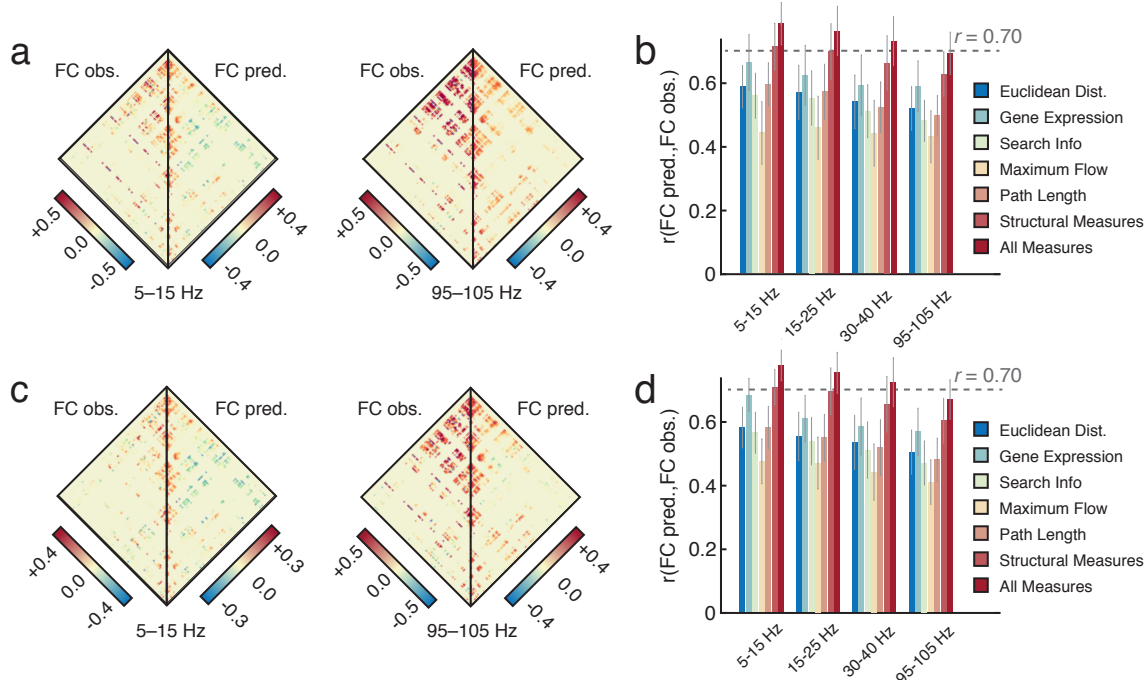 a
FC obs.
FC pred.
+0.5
0.0
-0.5
+0.4
0.0
-0.4
5–15 Hz
FC obs.
FC pred.
+0.5
0.0
-0.5
+0.4
0.0
-0.4
95–105 Hz
b
r(FC pred.,FC obs.)
0.6
0.4
0.2
0
r = 0.70
Euclidean Dist.
Gene Expression
Search Info
Maximum Flow
Path Length
Structural Measures
All Measures
5-15 Hz
15-25 Hz
30-40 Hz
95-105 Hz
c
FC obs.
FC pred.
+0.4
0.0
-0.4
+0.3
0.0
-0.3
5–15 Hz
FC obs.
FC pred.
+0.5
0.0
-0.5
+0.4
0.0
-0.4
95–105 Hz
d
r(FC pred.,FC obs.)
0.6
0.4
0.2
0
r = 0.70
Euclidean Dist.
Gene Expression
Search Info
Maximum Flow
Path Length
Structural Measures
All Measures
5-15 Hz
15-25 Hz
30-40 Hz
95-105 Hz